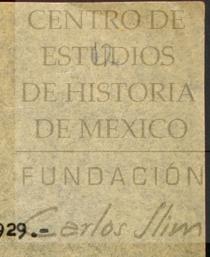 CENTRO DE
ESTUDIOS
DE HISTORIA
DE MEXICO
FUNDACIÓN
929.-
Carlos Slim